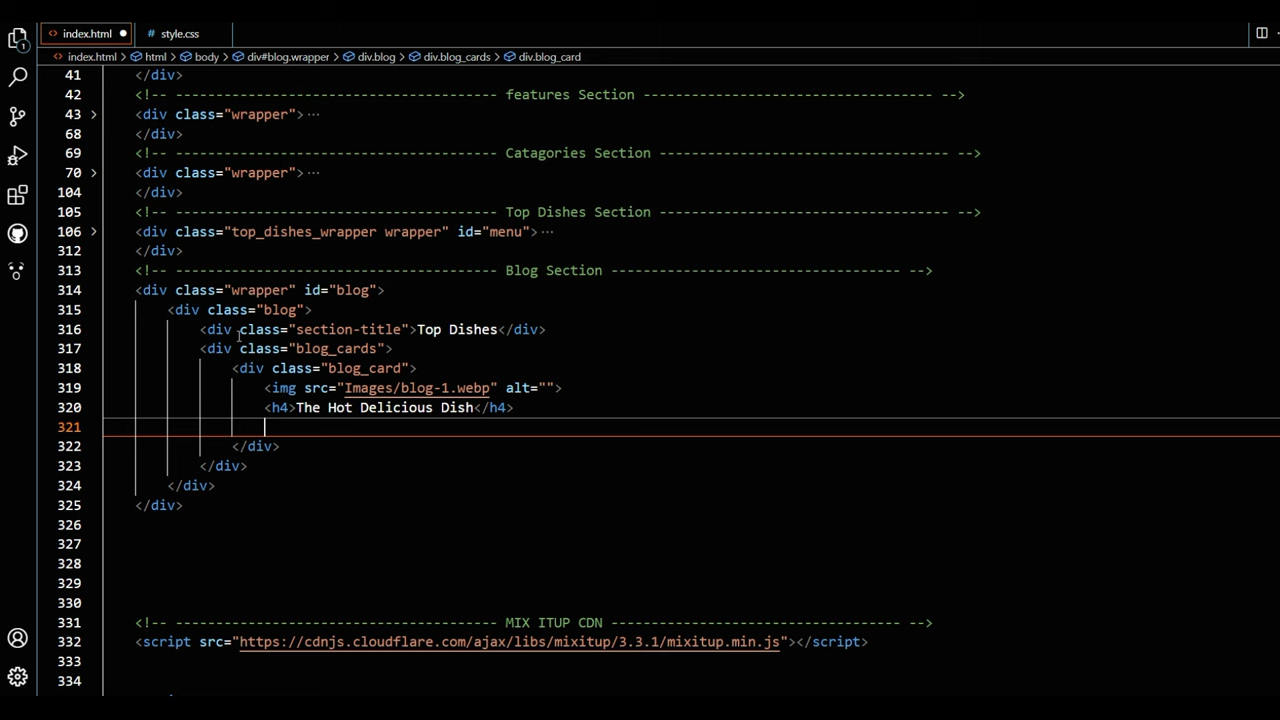 index.html
style.css
index.html > html > body > div#blog.wrapper > div.blog > div.blog_cards > div.blog_card
41 </div>
42 <!-- ---------------------------------------- features Section ------------------------------------ -->
43 <div class="wrapper">…
68 </div>
69 <!-- ---------------------------------------- Catagories Section ------------------------------------ -->
70 <div class="wrapper">…
104 </div>
105 <!-- ---------------------------------------- Top Dishes Section ------------------------------------ -->
106 <div class="top_dishes_wrapper wrapper" id="menu">…
312 </div>
313 <!-- ---------------------------------------- Blog Section ------------------------------------ -->
314 <div class="wrapper" id="blog">
315 <div class="blog">
316 <div class="section-title">Top Dishes</div>
317 <div class="blog_cards">
318 <div class="blog_card">
319 <img src="Images/blog-1.webp" alt="">
320 <h4>The Hot Delicious Dish</h4>
321
322 </div>
323 </div>
324 </div>
325 </div>
326
327
328
329
330
331 <!-- ---------------------------------------- MIX ITUP CDN ------------------------------------ -->
332 <script src="https://cdnjs.cloudflare.com/ajax/libs/mixitup/3.3.1/mixitup.min.js"></script>
333
334